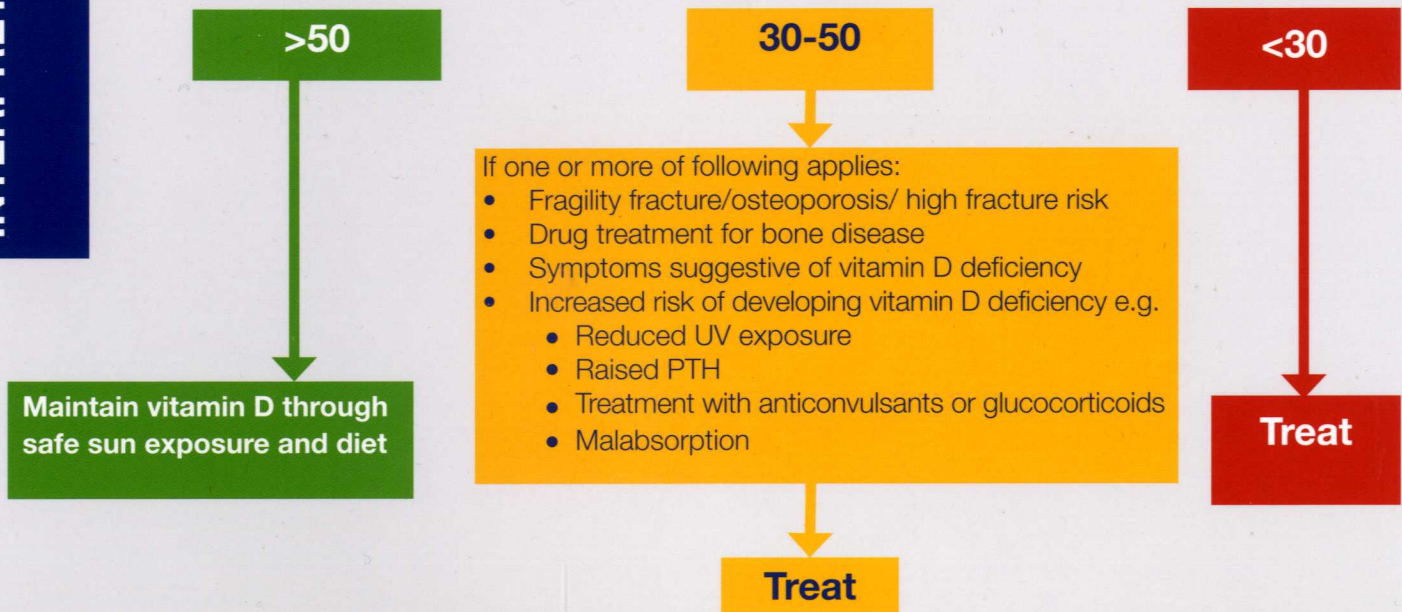 >50
30-50
<30
If one or more of following applies:
• Fragility fracture/osteoporosis/ high fracture risk
• Drug treatment for bone disease
• Symptoms suggestive of vitamin D deficiency
• Increased risk of developing vitamin D deficiency e.g.
• Reduced UV exposure
• Raised PTH
• Treatment with anticonvulsants or glucocorticoids
• Malabsorption
Maintain vitamin D through
safe sun exposure and diet
Treat
Treat